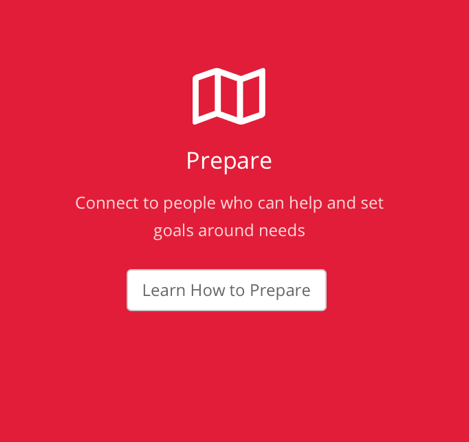 Prepare
Connect to people who can help and set
goals around needs
Learn How to Prepare